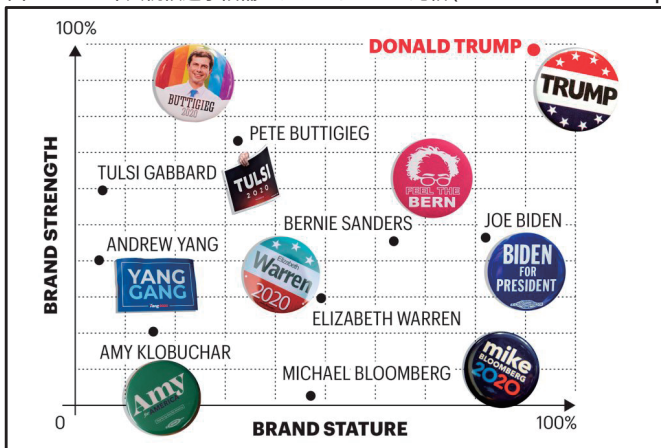 100%
DONALD TRUMP
TRUMP
BUTTIGIEG
2020
PETE BUTTIGIEG
TULSI GABBARD
TULSI
2020
FEEL THE
BERN
BERNIE SANDERS
JOE BIDEN
BRAND STRENGTH
ANDREW YANG
YANG
GANG
Elizabeth
Warren
2020
BIDEN
FOR
PRESIDENT
ELIZABETH WARREN
AMY KLOBUCHAR
Amy
MICHAEL BLOOMBERG
mike
BLOOMBERG
2020
0
BRAND STATURE
100%